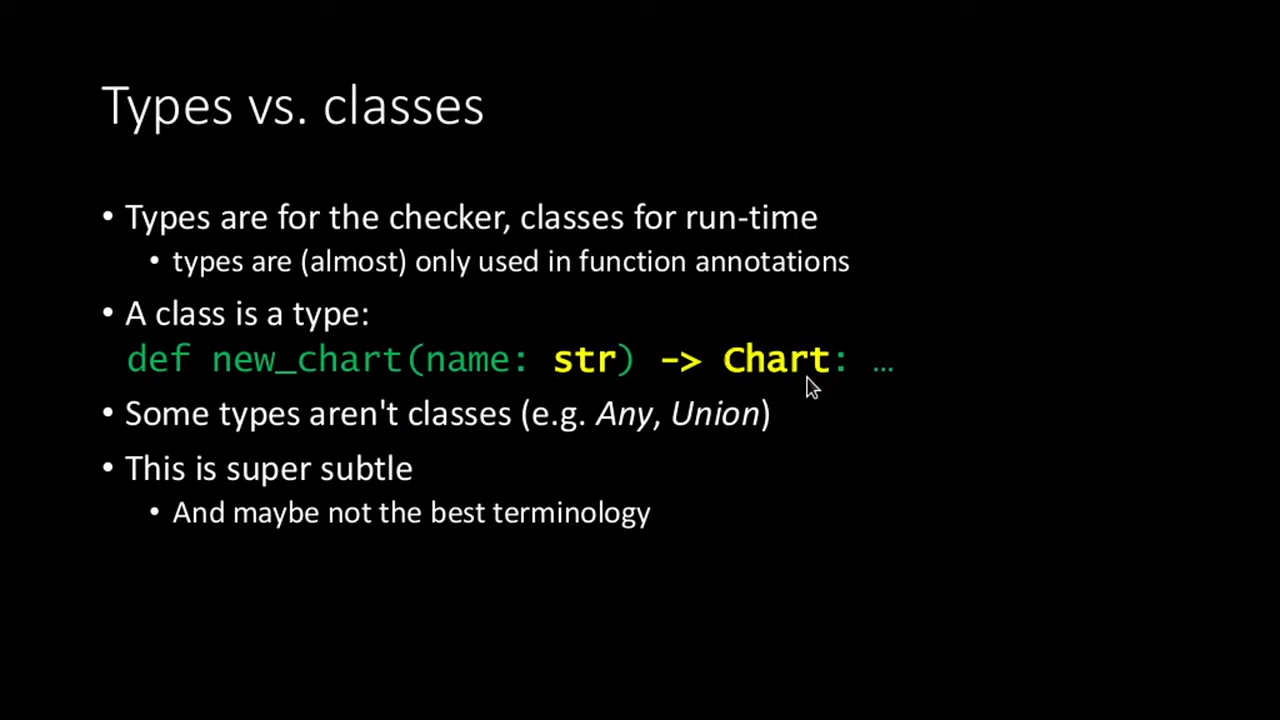 Types vs. classes
• Types are for the checker, classes for run-time
• types are (almost) only used in function annotations
• A class is a type:
def new_chart(name: str) -> Chart: …
• Some types aren't classes (e.g. Any, Union)
• This is super subtle
• And maybe not the best terminology